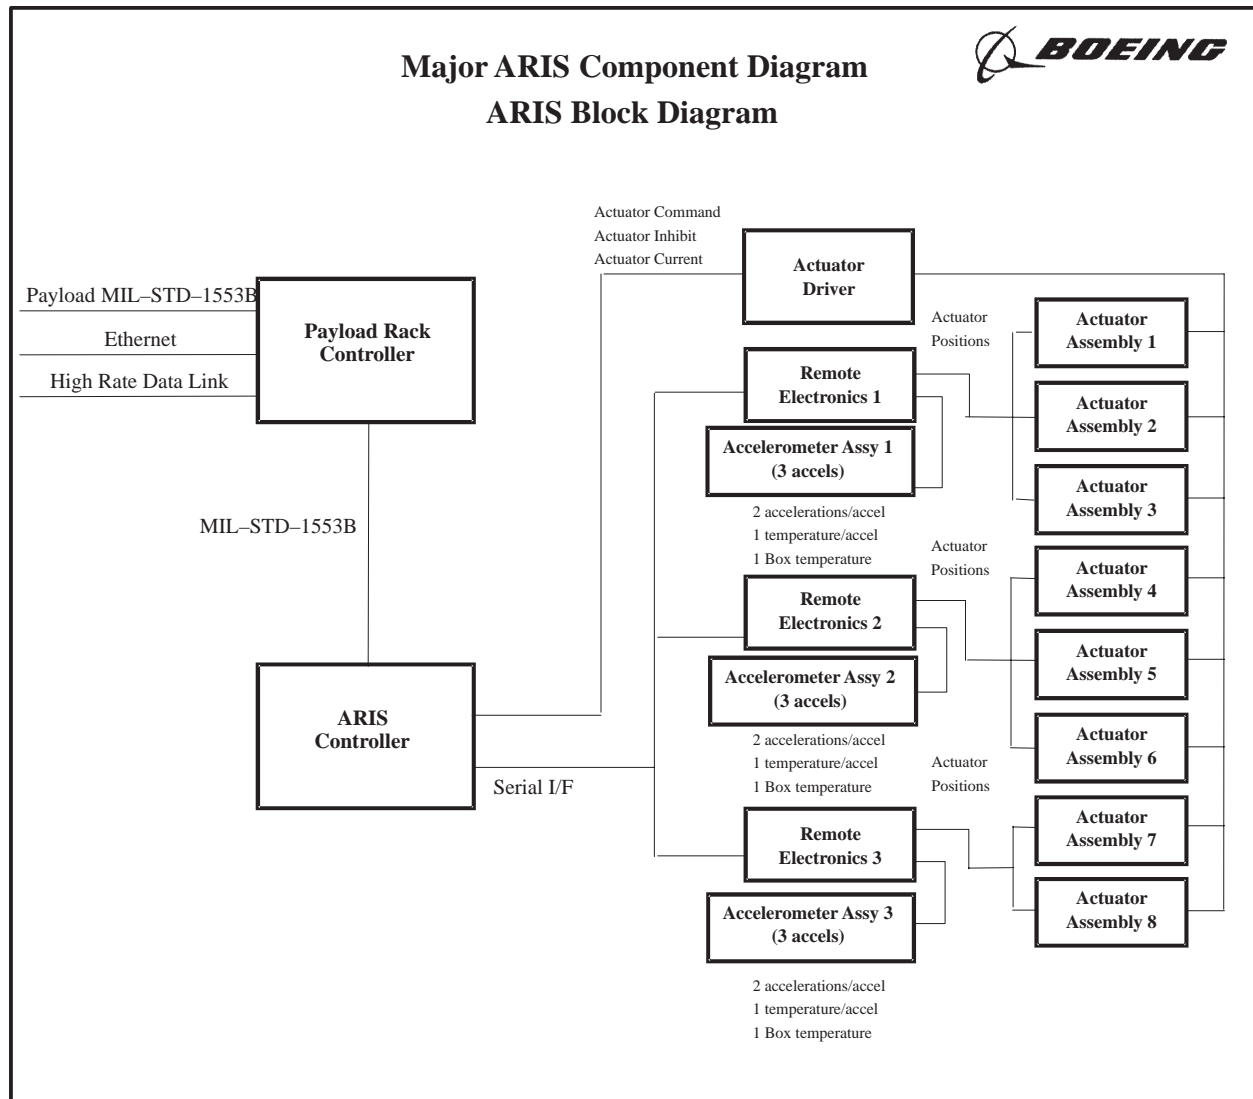 BOEING
Major ARIS Component Diagram
ARIS Block Diagram
Actuator Command
Actuator Inhibit
Actuator Current
Actuator
Driver
Payload MIL–STD–1553B
Ethernet
High Rate Data Link
Payload Rack
Controller
MIL–STD–1553B
ARIS
Controller
Serial I/F
Remote
Electronics 1
Accelerometer Assy 1
(3 accels)
2 accelerations/accel
1 temperature/accel
1 Box temperature
Remote
Electronics 2
Accelerometer Assy 2
(3 accels)
2 accelerations/accel
1 temperature/accel
1 Box temperature
Remote
Electronics 3
Accelerometer Assy 3
(3 accels)
2 accelerations/accel
1 temperature/accel
1 Box temperature
Actuator
Positions
Actuator
Assembly 1
Actuator
Assembly 2
Actuator
Assembly 3
Actuator
Positions
Actuator
Assembly 4
Actuator
Assembly 5
Actuator
Assembly 6
Actuator
Positions
Actuator
Assembly 7
Actuator
Assembly 8